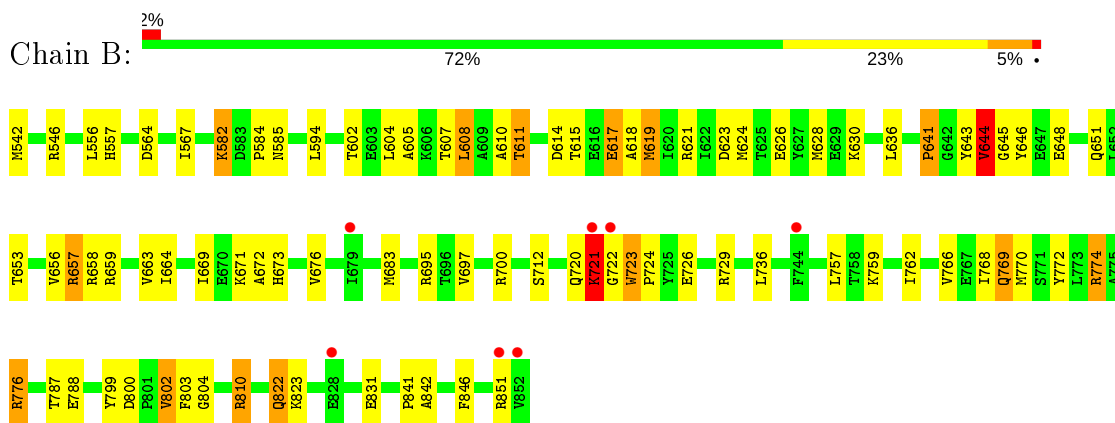 2%
Chain B:
72% 23% 5% •
M542 R546 L556 H557 D564 I567 K582 D583 P584 N585 L594 T602 E603 L604 A605 K606 T607 L608 A609 A610 T611 D614 T615 E616 E617 A618 M619 I620 R621 I622 D623 M624 T625 E626 Y627 M628 E629 K630 L636 P641 G642 Y643 V644 G645 Y646 E647 E648 Q651 L652
T653 V656 R657 R658 R659 V663 I664 I669 E670 K671 A672 H673 V676 I679 M683 R695 T696 V697 R700 S712 Q720 K721 G722 W723 P724 Y725 E726 R729 L736 F744 L757 T758 K759 I762 V766 E767 I768 Q769 M770 S771 Y772 L773 R774 A775
R776 T787 E788 Y799 D800 P801 V802 F803 G804 R810 Q822 K823 E828 E831 P841 A842 F846 R851 V852